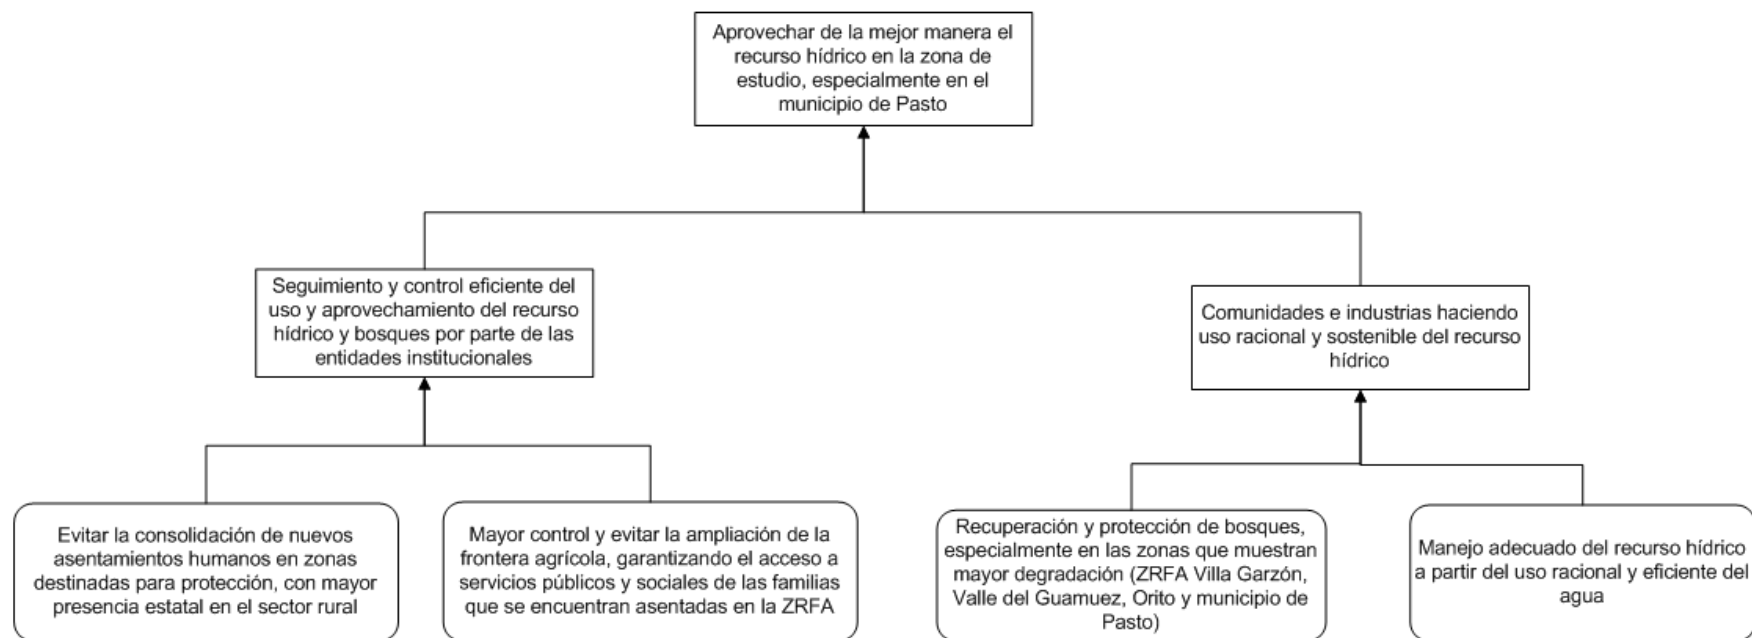 Aprovechar de la mejor manera el
recurso hídrico en la zona de
estudio, especialmente en el
municipio de Pasto
Seguimiento y control eficiente del
uso y aprovechamiento del recurso
hídrico y bosques por parte de las
entidades institucionales
Comunidades e industrias haciendo
uso racional y sostenible del recurso
hídrico
Evitar la consolidación de nuevos
asentamientos humanos en zonas
destinadas para protección, con mayor
presencia estatal en el sector rural
Mayor control y evitar la ampliación de la
frontera agrícola, garantizando el acceso a
servicios públicos y sociales de las familias
que se encuentran asentadas en la ZRFA
Recuperación y protección de bosques,
especialmente en las zonas que muestran
mayor degradación (ZRFA Villa Garzón,
Valle del Guamuez, Orito y municipio de
Pasto)
Manejo adecuado del recurso hídrico
a partir del uso racional y eficiente del
agua